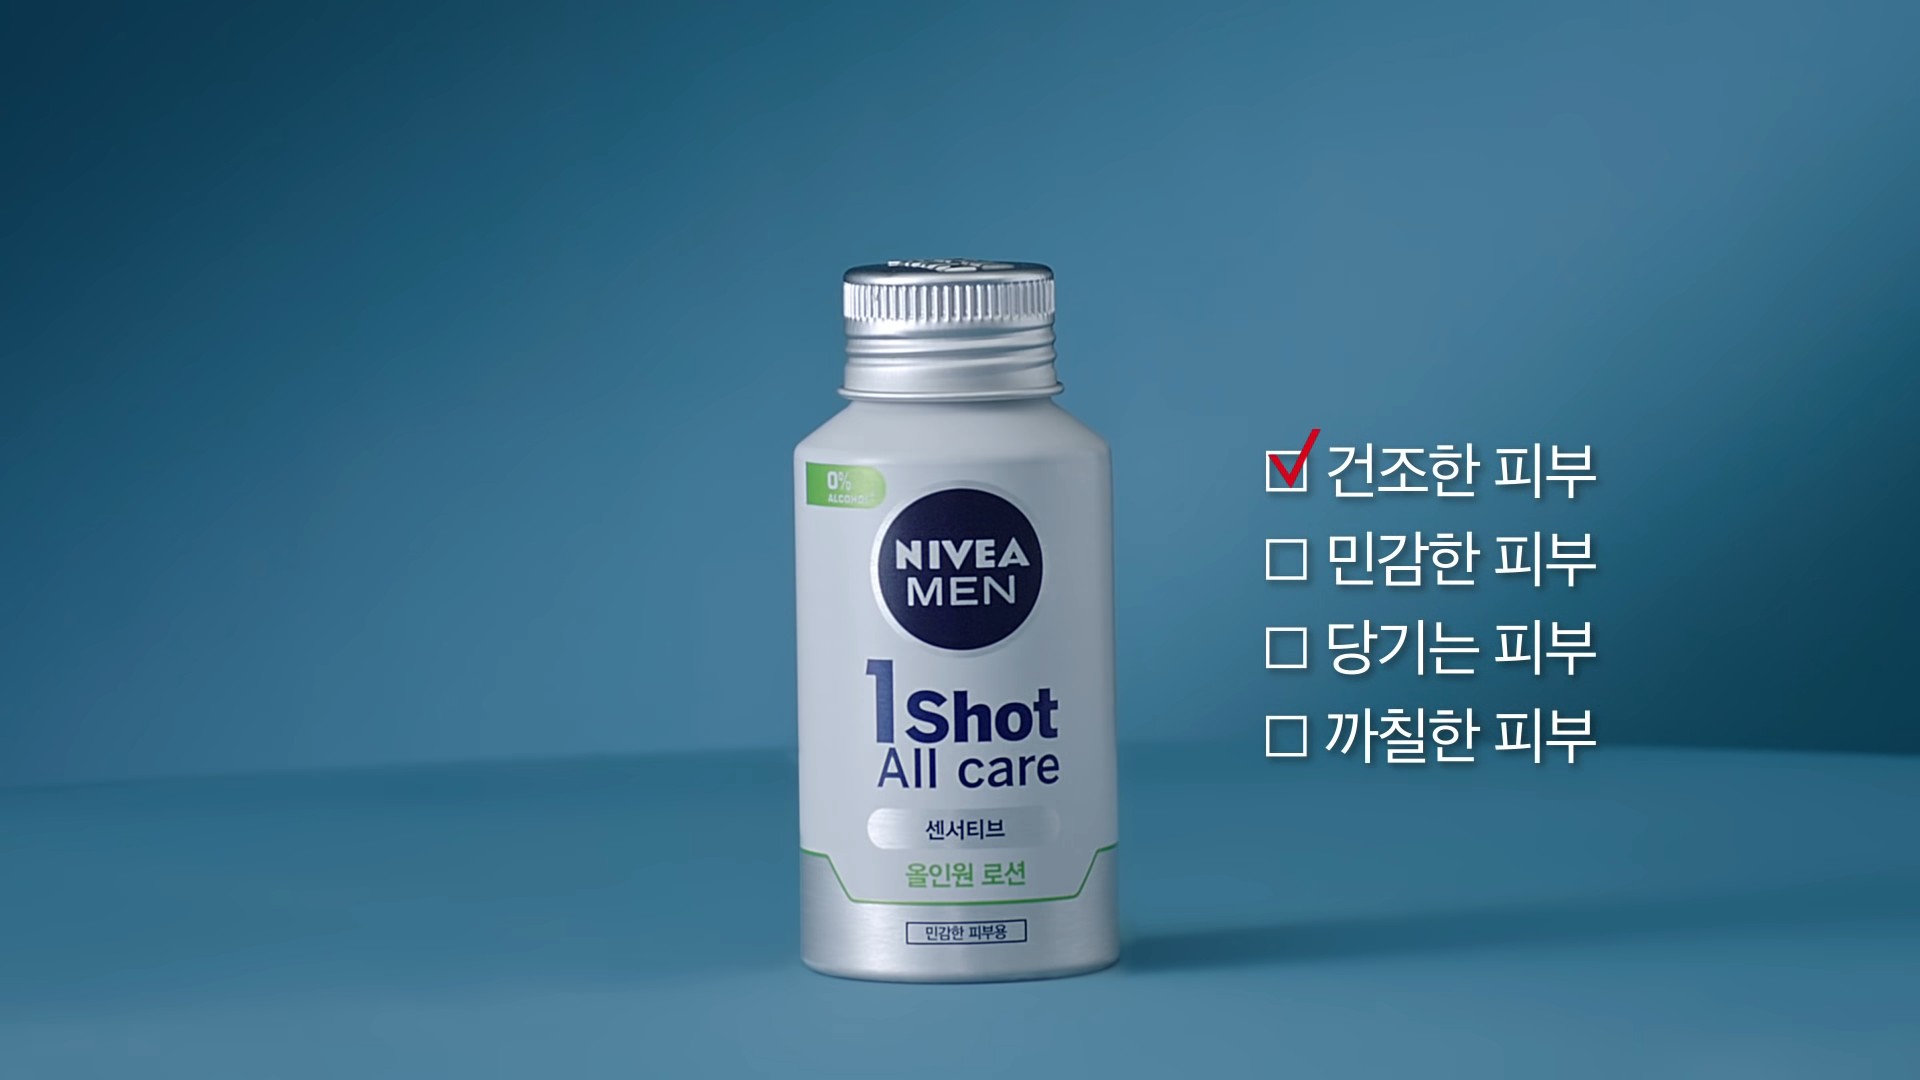 0%
ALCOHOL
NIVEA
MEN
1 Shot
All care
센서티브
올인원 로션
민감한 피부용
건조한 피부
민감한 피부
당기는 피부
까칠한 피부